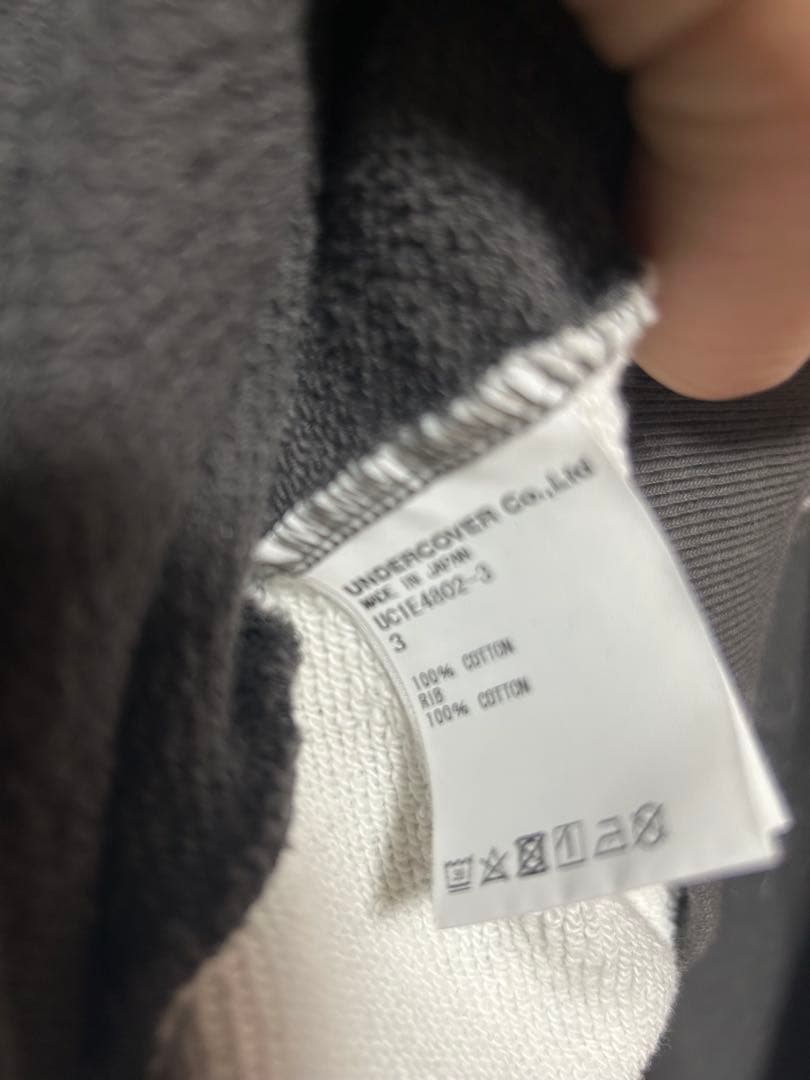 UNDERCOVER Co.,Ltd
MADE IN JAPAN
UC1E4802-3
3
100% COTTON
RIB
100% COTTON